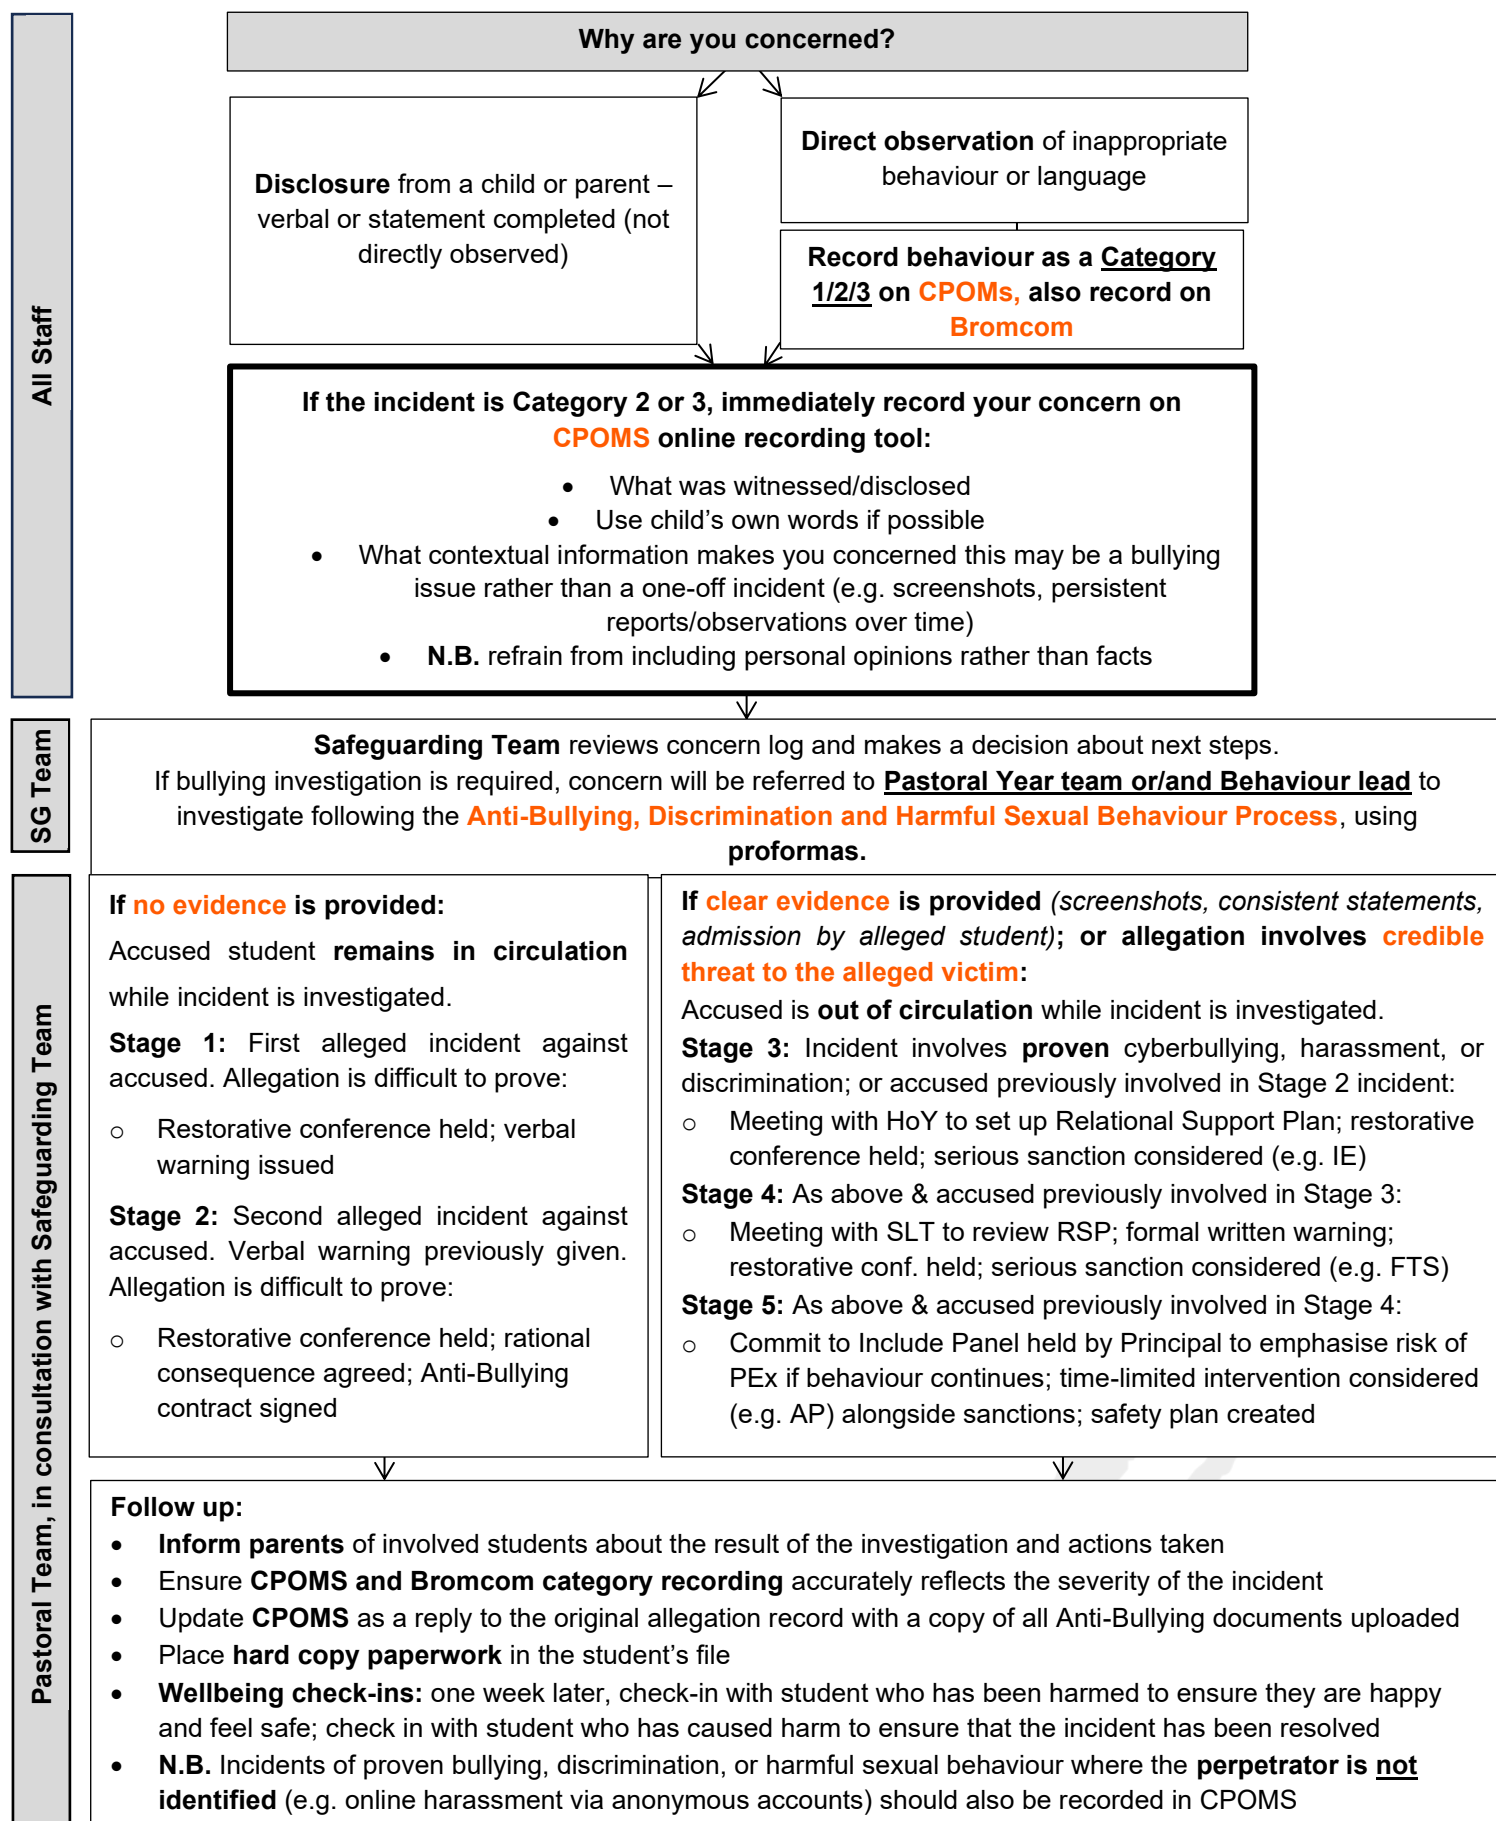 Why are you concerned?
Disclosure from a child or parent –
verbal or statement completed (not
directly observed)
Direct observation of inappropriate
behaviour or language
Record behaviour as a Category
1/2/3 on CPOMs, also record on
Bromcom
All Staff
If the incident is Category 2 or 3, immediately record your concern on
CPOMS online recording tool:
• What was witnessed/disclosed
• Use child's own words if possible
• What contextual information makes you concerned this may be a bullying
issue rather than a one-off incident (e.g. screenshots, persistent
reports/observations over time)
• N.B. refrain from including personal opinions rather than facts
SG Team
Safeguarding Team reviews concern log and makes a decision about next steps.
If bullying investigation is required, concern will be referred to Pastoral Year team or/and Behaviour lead to
investigate following the Anti-Bullying, Discrimination and Harmful Sexual Behaviour Process, using
proformas.
Pastoral Team, in consultation with Safeguarding Team
If no evidence is provided:
Accused student remains in circulation
while incident is investigated.
Stage 1: First alleged incident against
accused. Allegation is difficult to prove:
o Restorative conference held; verbal
warning issued
Stage 2: Second alleged incident against
accused. Verbal warning previously given.
Allegation is difficult to prove:
o Restorative conference held; rational
consequence agreed; Anti-Bullying
contract signed
If clear evidence is provided (screenshots, consistent statements,
admission by alleged student); or allegation involves credible
threat to the alleged victim:
Accused is out of circulation while incident is investigated.
Stage 3: Incident involves proven cyberbullying, harassment, or
discrimination; or accused previously involved in Stage 2 incident:
o Meeting with HoY to set up Relational Support Plan; restorative
conference held; serious sanction considered (e.g. IE)
Stage 4: As above & accused previously involved in Stage 3:
o Meeting with SLT to review RSP; formal written warning;
restorative conf. held; serious sanction considered (e.g. FTS)
Stage 5: As above & accused previously involved in Stage 4:
o Commit to Include Panel held by Principal to emphasise risk of
PEx if behaviour continues; time-limited intervention considered
(e.g. AP) alongside sanctions; safety plan created
Follow up:
• Inform parents of involved students about the result of the investigation and actions taken
• Ensure CPOMS and Bromcom category recording accurately reflects the severity of the incident
• Update CPOMS as a reply to the original allegation record with a copy of all Anti-Bullying documents uploaded
• Place hard copy paperwork in the student's file
• Wellbeing check-ins: one week later, check-in with student who has been harmed to ensure they are happy
and feel safe; check in with student who has caused harm to ensure that the incident has been resolved
• N.B. Incidents of proven bullying, discrimination, or harmful sexual behaviour where the perpetrator is not
identified (e.g. online harassment via anonymous accounts) should also be recorded in CPOMS